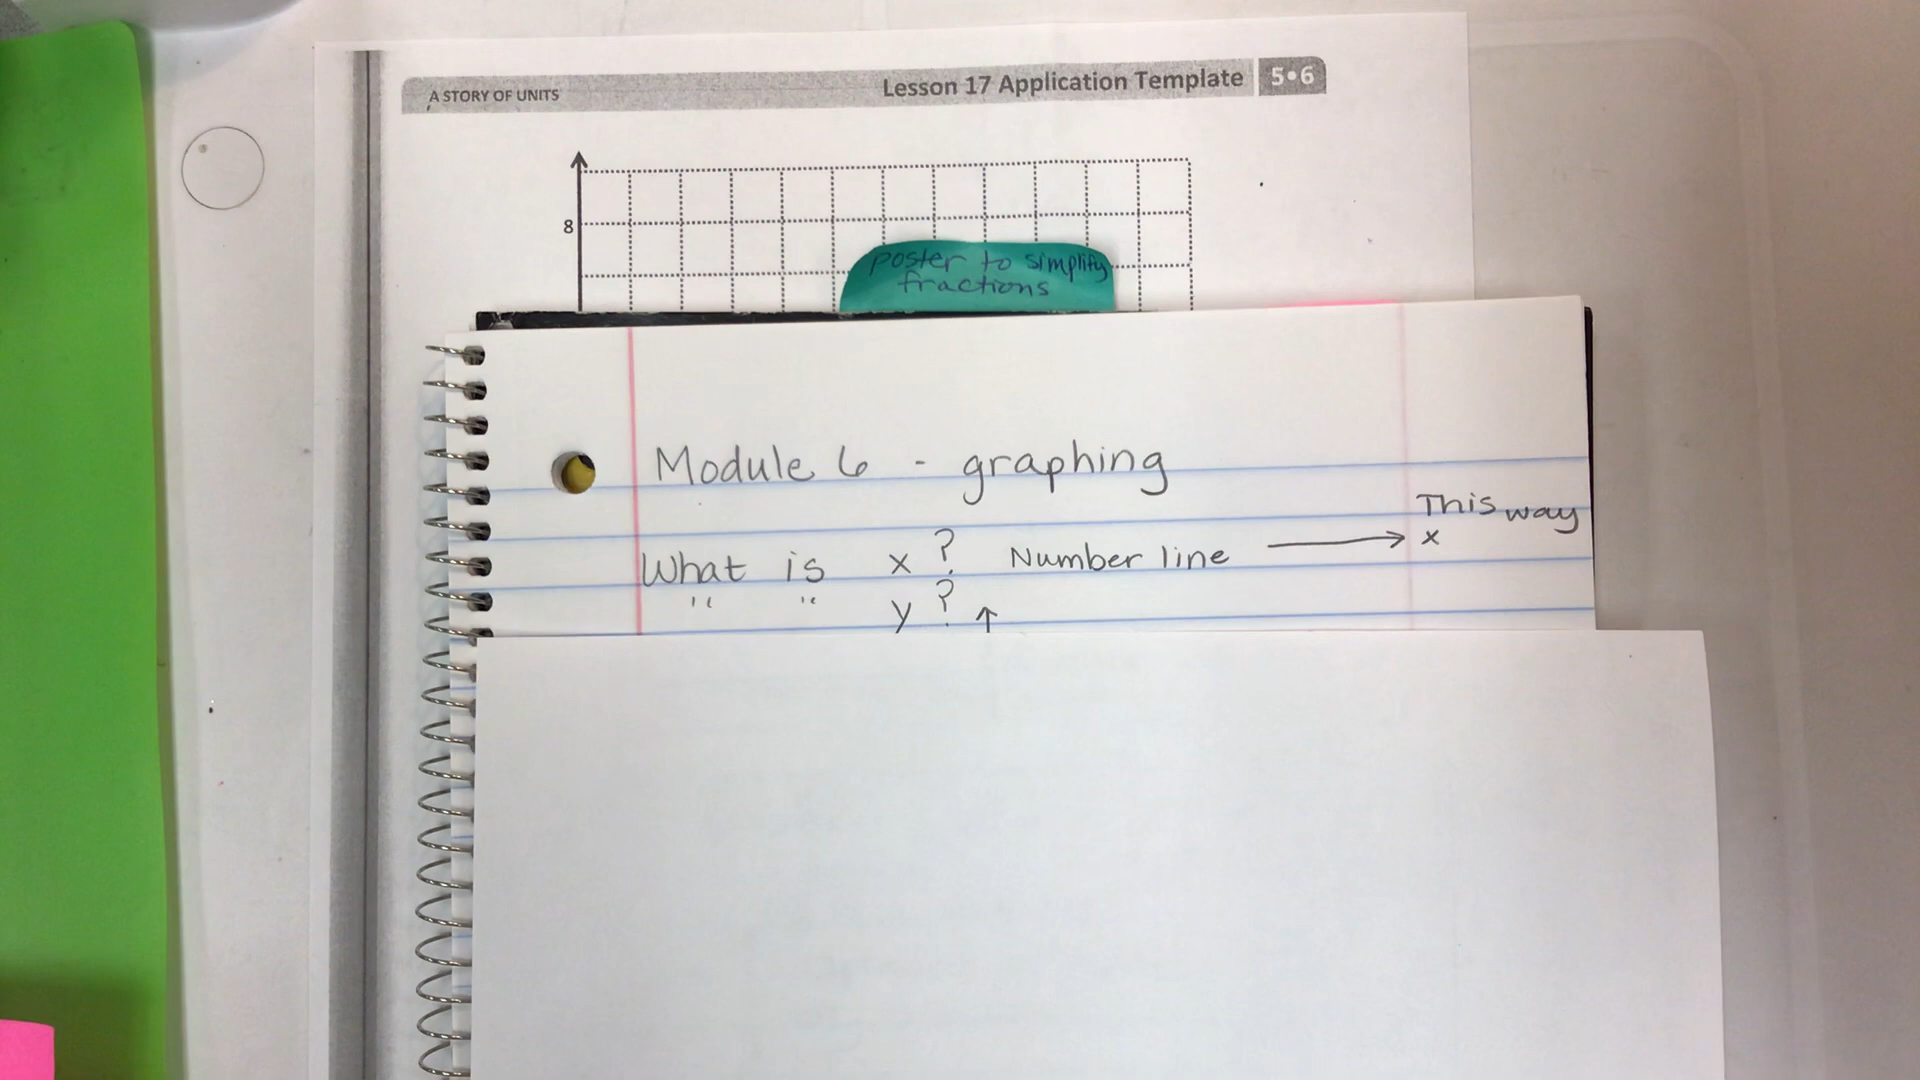 A STORY OF UNITS
Lesson 17 Application Template 5•6
8
poster to simplify
fractions
Module 6 - graphing
This way
What is x? Number line → x
" " y? ↑